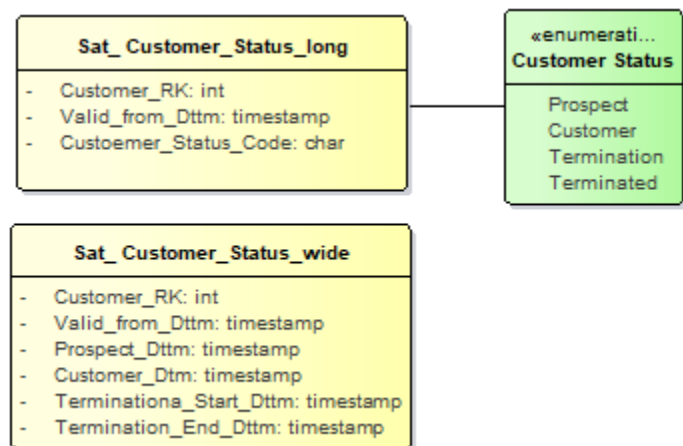 Sat_ Customer_Status_long
- Customer_RK: int
- Valid_from_Dttm: timestamp
- Custoemer_Status_Code: char
«enumerati...
Customer Status
Prospect
Customer
Termination
Terminated
Sat_ Customer_Status_wide
- Customer_RK: int
- Valid_from_Dttm: timestamp
- Prospect_Dttm: timestamp
- Customer_Dtm: timestamp
- Terminationa_Start_Dttm: timestamp
- Termination_End_Dttm: timestamp